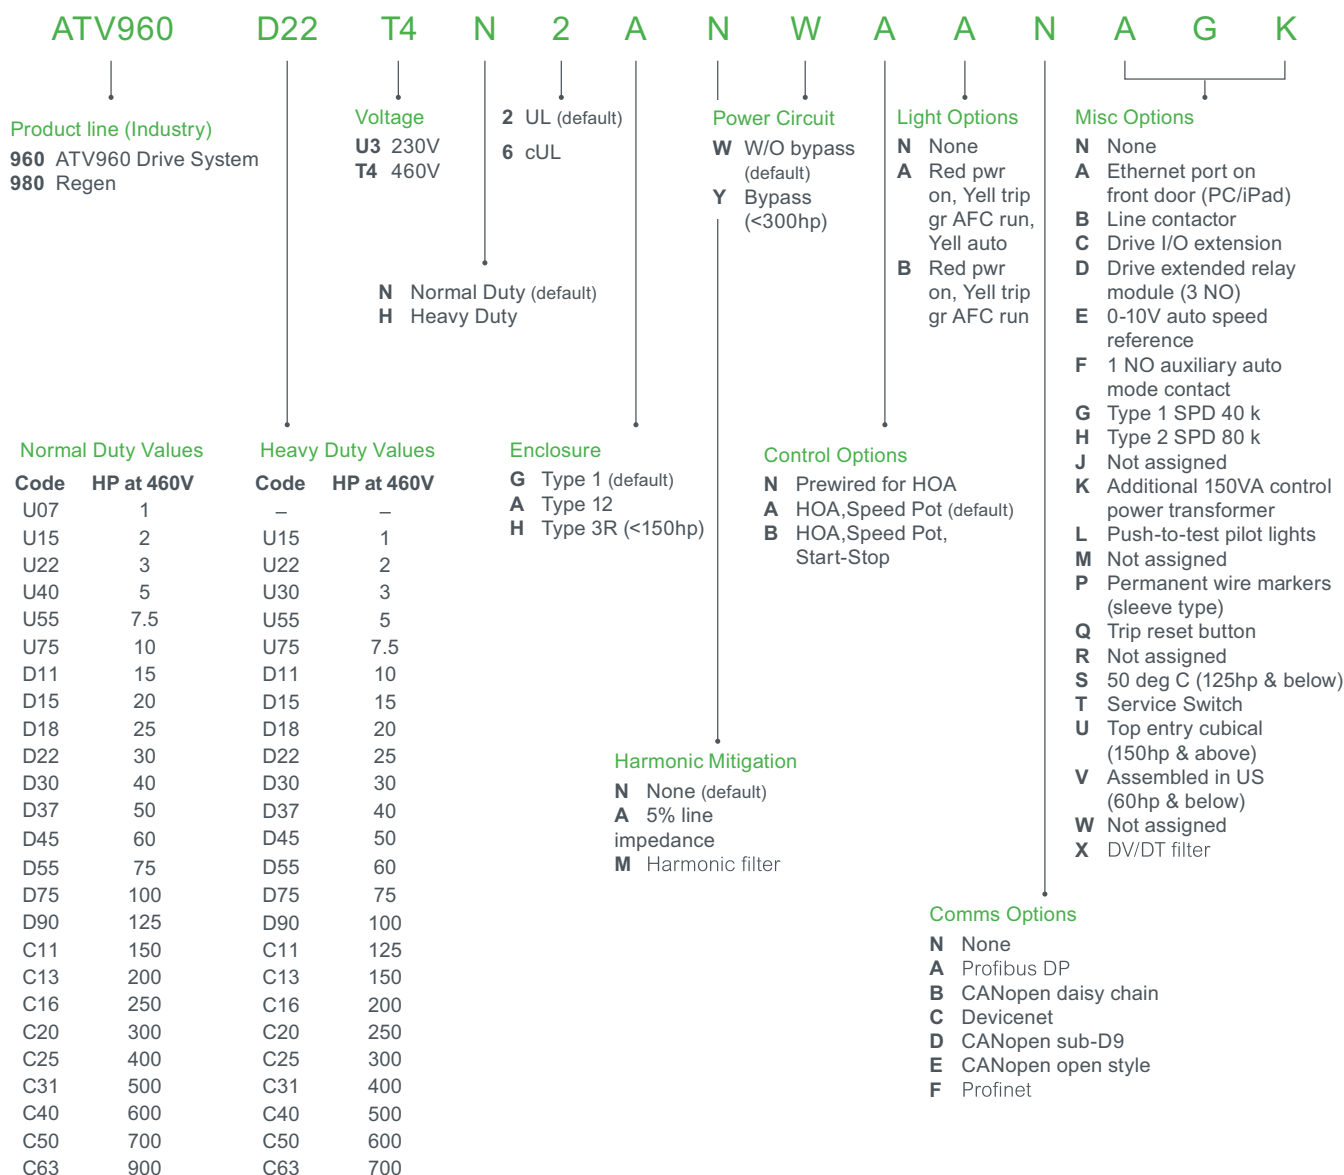 ATV960 D22 T4 N 2 A N W A A N A G K
Product line (Industry)
960 ATV960 Drive System
980 Regen
Voltage
U3 230V
T4 460V
2 UL (default)
6 cUL
N Normal Duty (default)
H Heavy Duty
Power Circuit
W W/O bypass
(default)
Y Bypass
(<300hp)
Light Options
N None
A Red pwr
on, Yell trip
gr AFC run,
Yell auto
B Red pwr
on, Yell trip
gr AFC run
Misc Options
N None
A Ethernet port on
front door (PC/iPad)
B Line contactor
C Drive I/O extension
D Drive extended relay
module (3 NO)
E 0-10V auto speed
reference
F 1 NO auxiliary auto
mode contact
G Type 1 SPD 40 k
H Type 2 SPD 80 k
J Not assigned
K Additional 150VA control
power transformer
L Push-to-test pilot lights
M Not assigned
P Permanent wire markers
(sleeve type)
Q Trip reset button
R Not assigned
S 50 deg C (125hp & below)
T Service Switch
U Top entry cubical
(150hp & above)
V Assembled in US
(60hp & below)
W Not assigned
X DV/DT filter
Normal Duty Values
Code HP at 460V
U07 1
U15 2
U22 3
U40 5
U55 7.5
U75 10
D11 15
D15 20
D18 25
D22 30
D30 40
D37 50
D45 60
D55 75
D75 100
D90 125
C11 150
C13 200
C16 250
C20 300
C25 400
C31 500
C40 600
C50 700
C63 900
Heavy Duty Values
Code HP at 460V
– –
U15 1
U22 2
U30 3
U55 5
U75 7.5
D11 10
D15 15
D18 20
D22 25
D30 30
D37 40
D45 50
D55 60
D75 75
D90 100
C11 125
C13 150
C16 200
C20 250
C25 300
C31 400
C40 500
C50 600
C63 700
Enclosure
G Type 1 (default)
A Type 12
H Type 3R (<150hp)
Control Options
N Prewired for HOA
A HOA,Speed Pot (default)
B HOA,Speed Pot,
Start-Stop
Harmonic Mitigation
N None (default)
A 5% line
impedance
M Harmonic filter
Comms Options
N None
A Profibus DP
B CANopen daisy chain
C Devicenet
D CANopen sub-D9
E CANopen open style
F Profinet